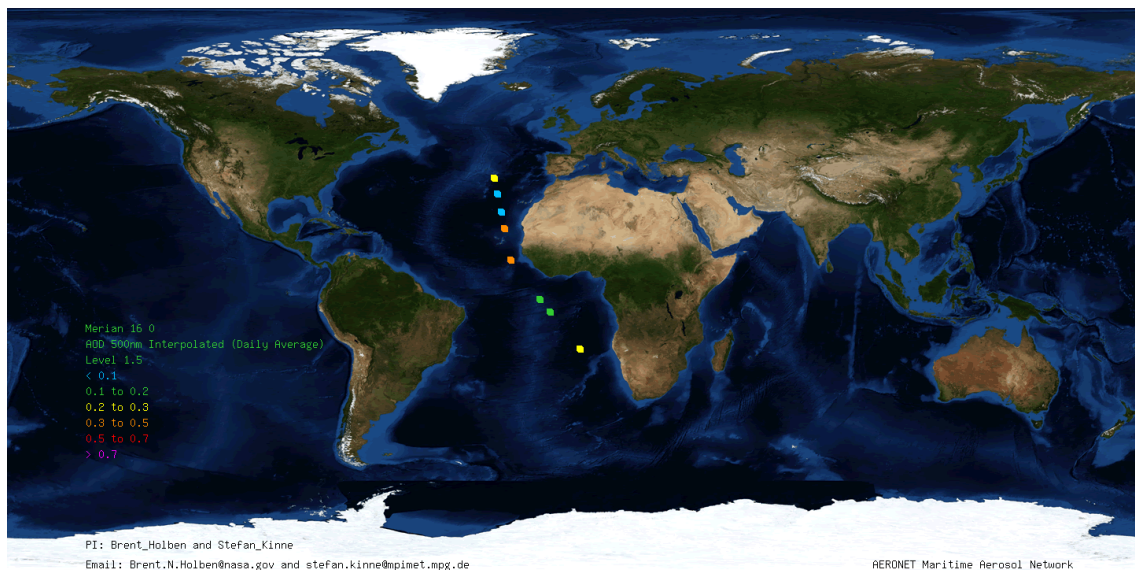 Merian 16 0
AOD 500nm Interpolated (Daily Average)
Level 1.5
< 0.1
0.1 to 0.2
0.2 to 0.3
0.3 to 0.5
0.5 to 0.7
> 0.7
PI: Brent_Holben and Stefan_Kinne
Email: Brent.N.Holben@nasa.gov and stefan.kinne@mpimet.mpg.de
AERONET Maritime Aerosol Network